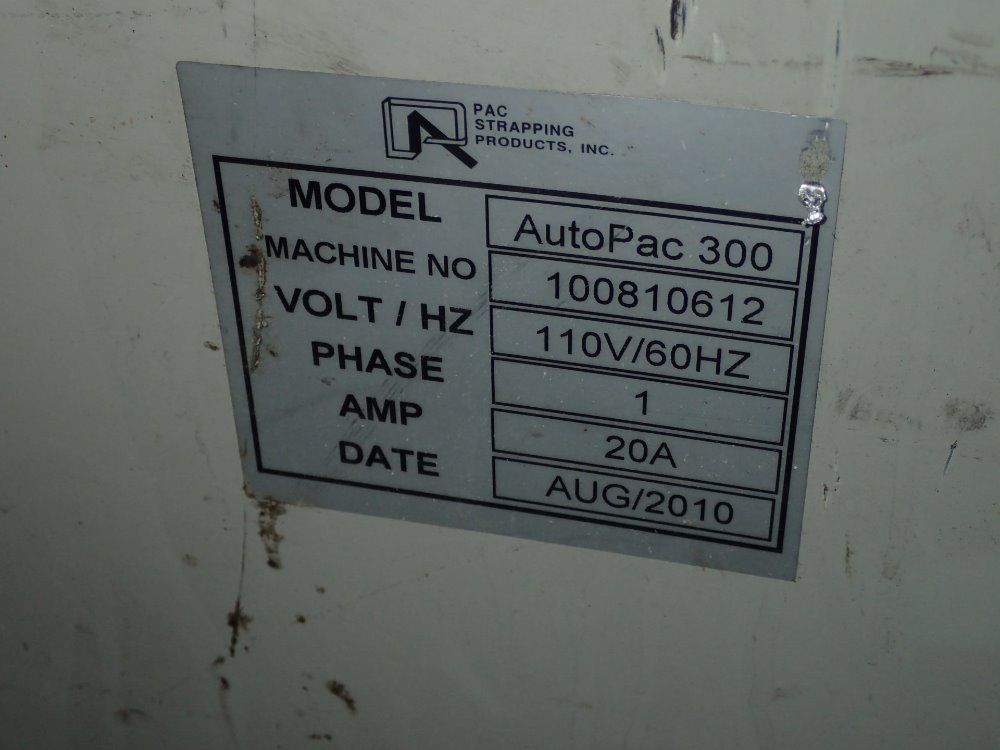 PAC
STRAPPING
PRODUCTS, INC.
MODEL AutoPac 300
MACHINE NO 100810612
VOLT / HZ 110V/60HZ
PHASE 1
AMP 20A
DATE AUG/2010